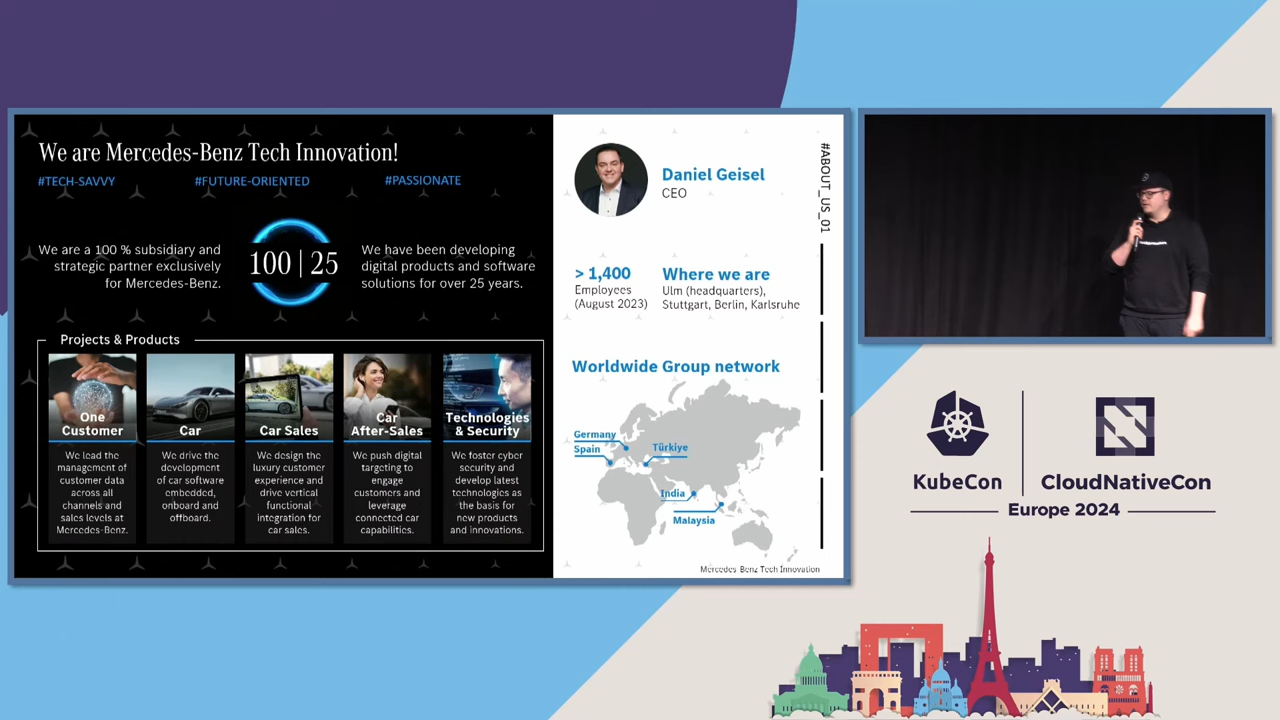 We are Mercedes-Benz Tech Innovation!
#TECH-SAVVY
#FUTURE-ORIENTED
#PASSIONATE
We are a 100 % subsidiary and
strategic partner exclusively
for Mercedes-Benz.
100 | 25
We have been developing
digital products and software
solutions for over 25 years.
Projects & Products
One
Customer
We lead the
management of
customer data
across all
channels and
sales levels at
Mercedes-Benz.
Car
We drive the
development
of car software
embedded,
onboard and
offboard.
Car Sales
We design the
luxury customer
experience and
drive vertical
functional
integration for
car sales.
Car
After-Sales
We push digital
targeting to
engage
customers and
leverage
connected car
capabilities.
Technologies
& Security
We foster cyber
security and
develop latest
technologies as
the basis for
new products
and innovations.
Daniel Geisel
CEO
#ABOUT_US_01
> 1,400
Employees
(August 2023)
Where we are
Ulm (headquarters),
Stuttgart, Berlin, Karlsruhe
Worldwide Group network
Germany
Spain
Türkiye
India
Malaysia
Mercedes-Benz Tech Innovation
KubeCon
CloudNativeCon
Europe 2024